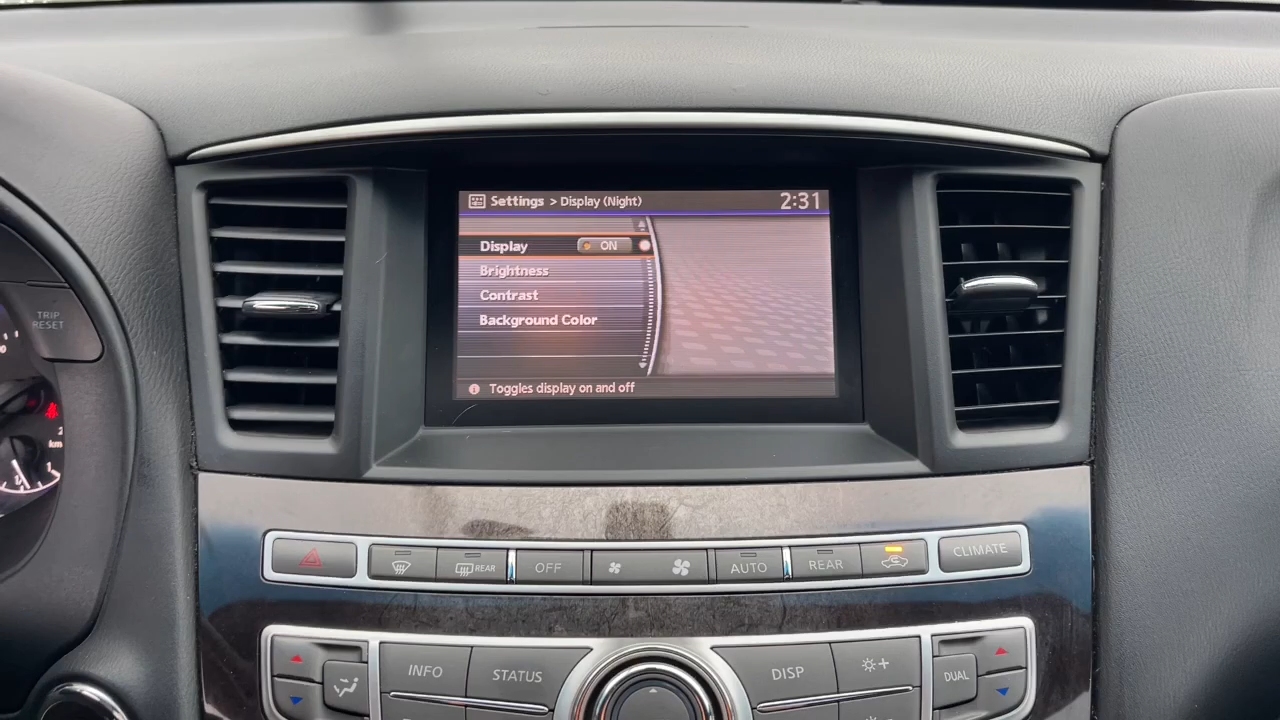 Settings > Display (Night) 2:31
Display ON
Brightness
Contrast
Background Color
Toggles display on and off
TRIP
RESET
km
REAR
OFF
AUTO
REAR
CLIMATE
INFO
STATUS
DISP
DUAL